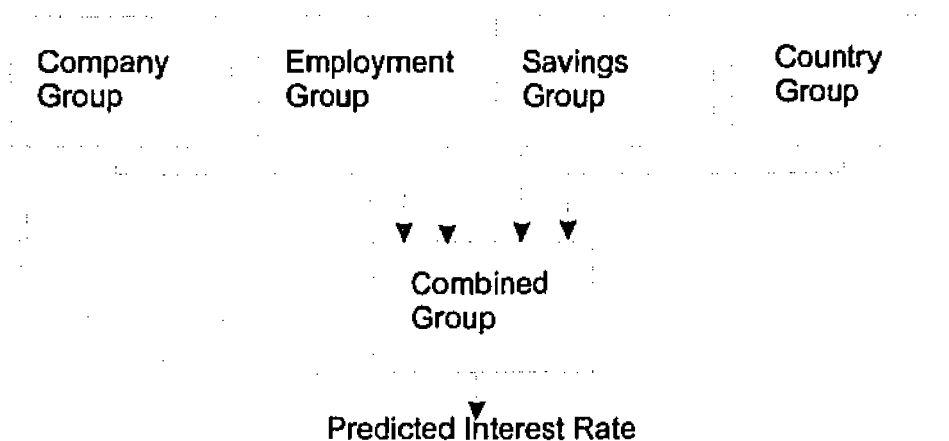 Company
Group
Employment
Group
Savings
Group
Country
Group
Combined
Group
Predicted Interest Rate